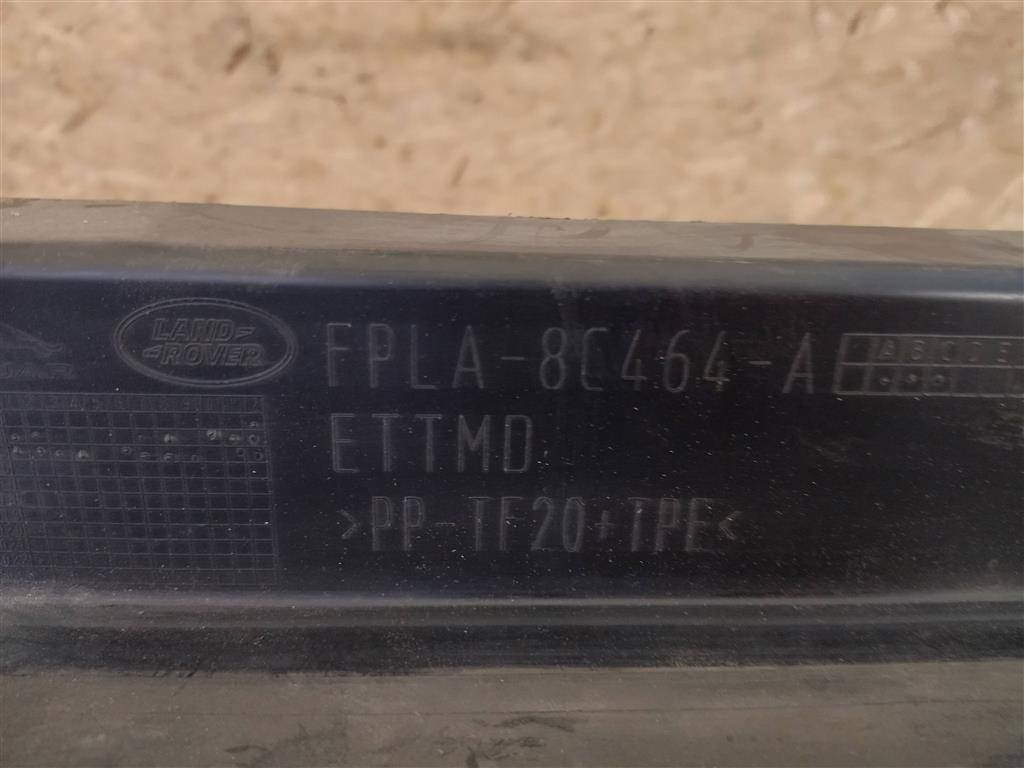 LAND
ROVER
FPLA-8C464-A
A B C D E
ETTMD
>PP-TF20+TPE<